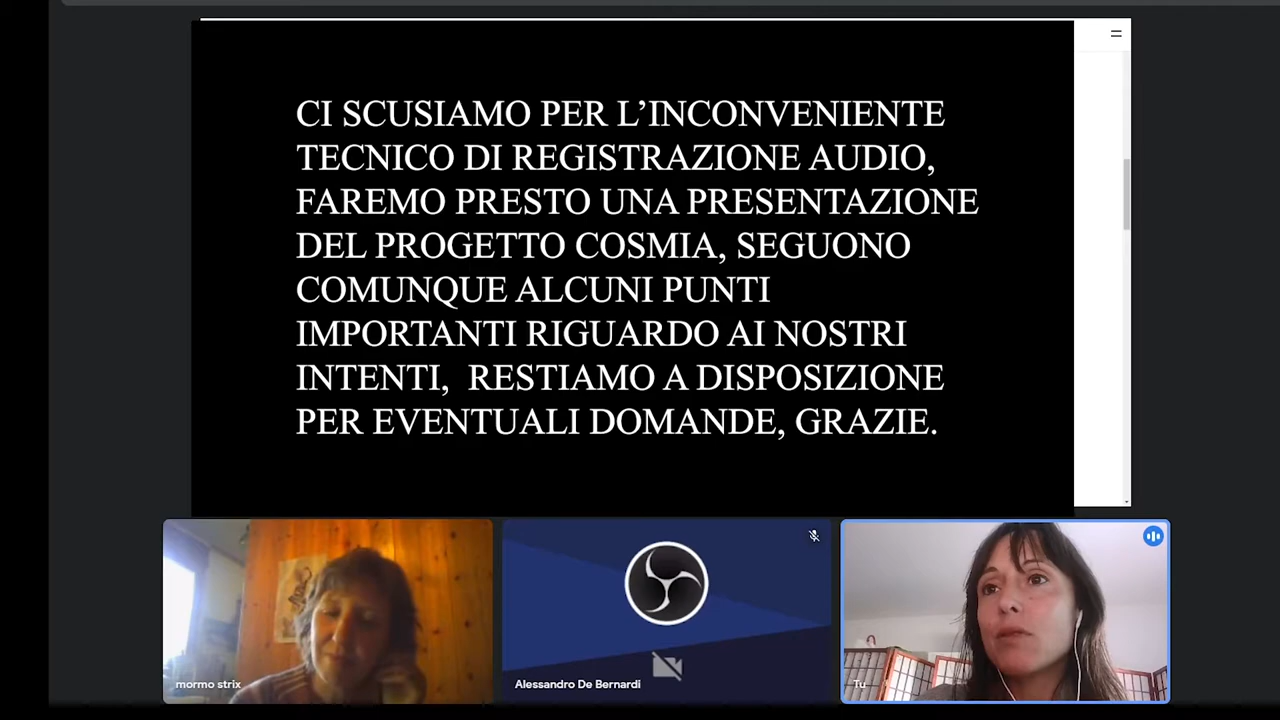 CI SCUSIAMO PER L’INCONVENIENTE
TECNICO DI REGISTRAZIONE AUDIO,
FAREMO PRESTO UNA PRESENTAZIONE
DEL PROGETTO COSMIA, SEGUONO
COMUNQUE ALCUNI PUNTI
IMPORTANTI RIGUARDO AI NOSTRI
INTENTI, RESTIAMO A DISPOSIZIONE
PER EVENTUALI DOMANDE, GRAZIE.
mormo strix
Alessandro De Bernardi
Tu